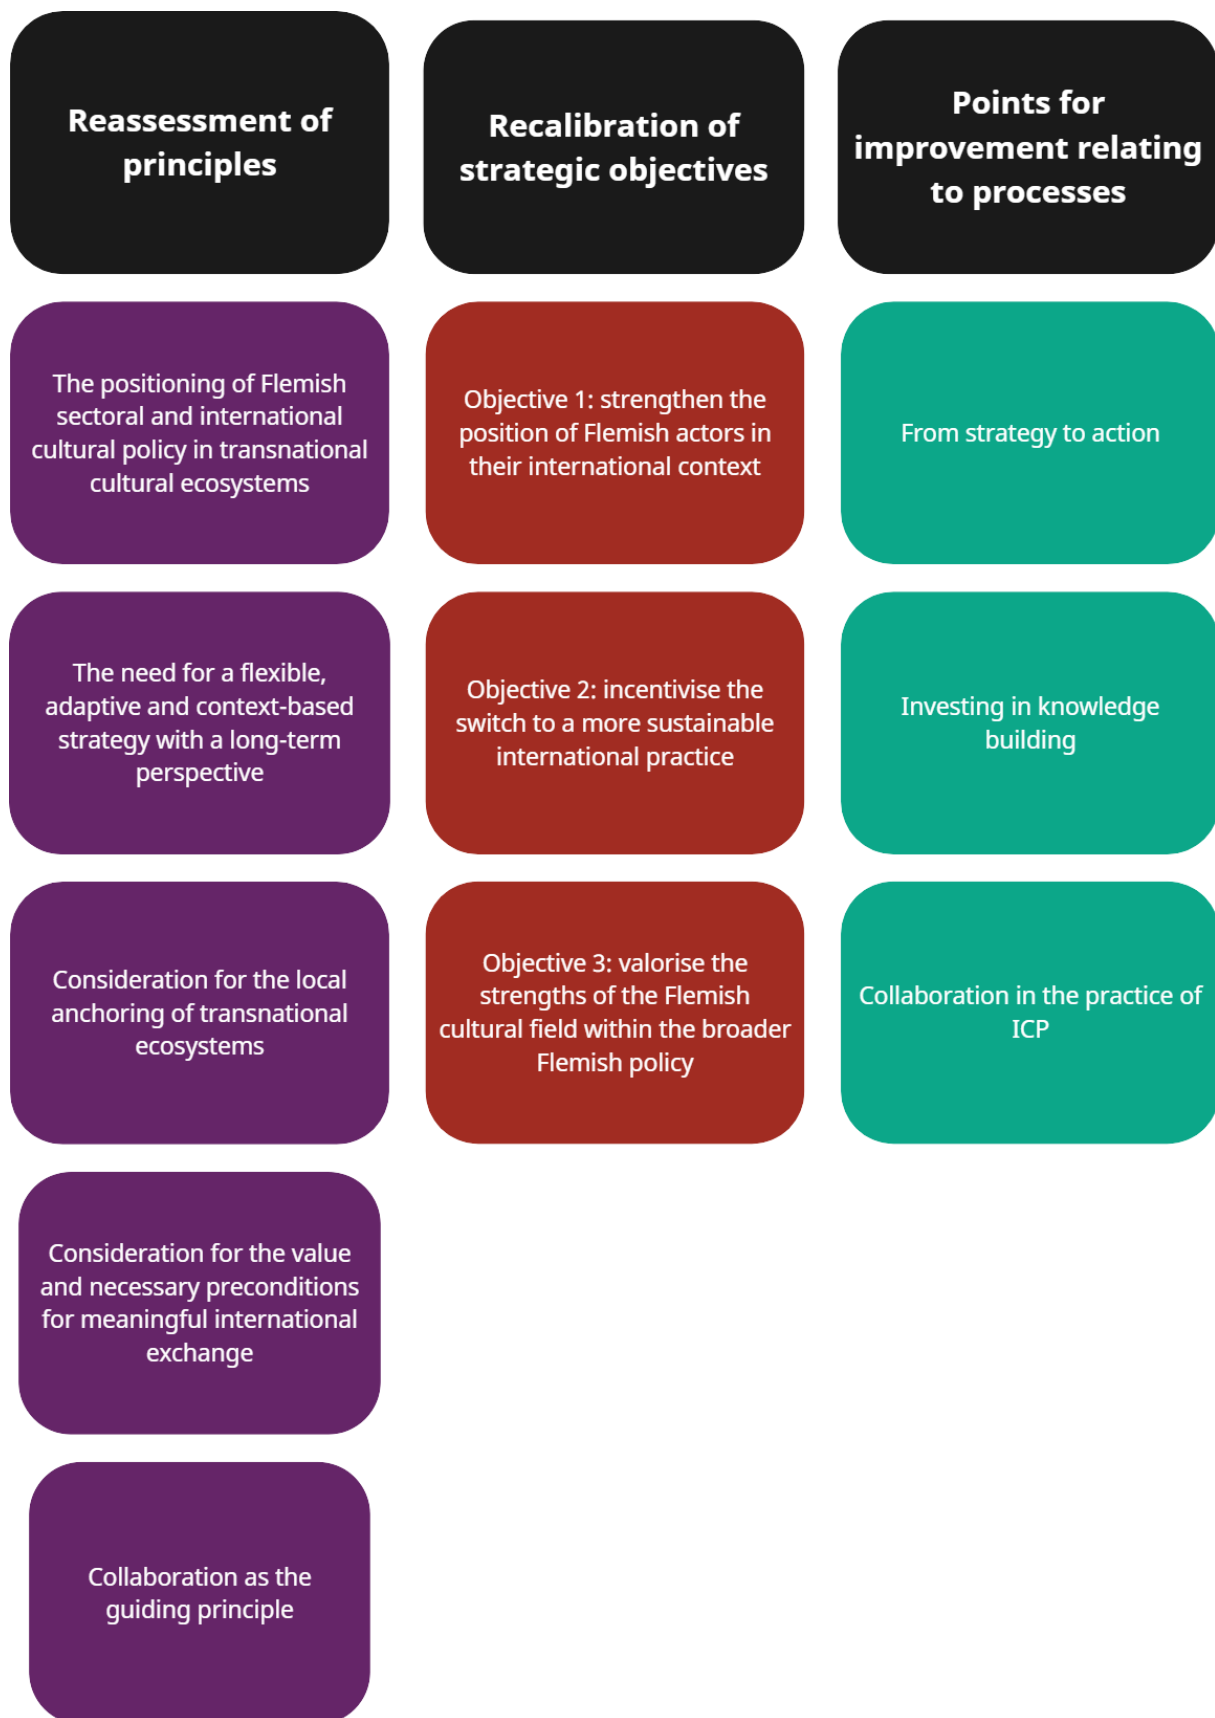 Reassessment of
principles
Recalibration of
strategic objectives
Points for
improvement relating
to processes
The positioning of Flemish
sectoral and international
cultural policy in transnational
cultural ecosystems
Objective 1: strengthen the
position of Flemish actors in
their international context
From strategy to action
The need for a flexible,
adaptive and context-based
strategy with a long-term
perspective
Objective 2: incentivise the
switch to a more sustainable
international practice
Investing in knowledge
building
Consideration for the local
anchoring of transnational
ecosystems
Objective 3: valorise the
strengths of the Flemish
cultural field within the broader
Flemish policy
Collaboration in the practice of
ICP
Consideration for the value
and necessary preconditions
for meaningful international
exchange
Collaboration as the
guiding principle